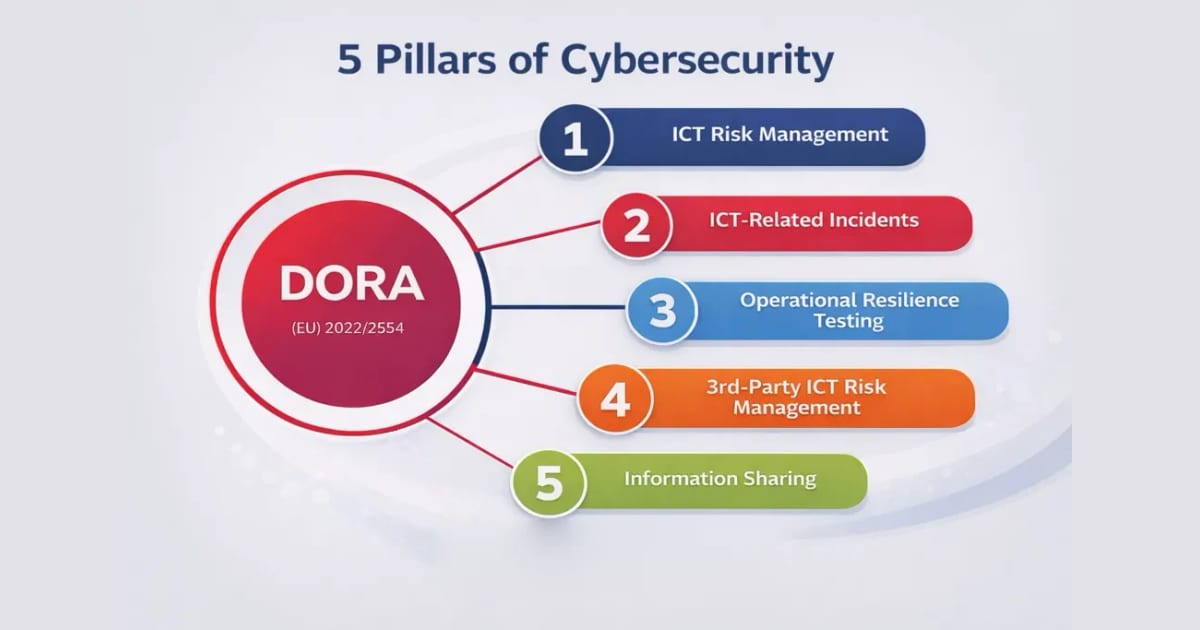 5 Pillars of Cybersecurity
DORA
(EU) 2022/2554
1
ICT Risk Management
2
ICT-Related Incidents
3
Operational Resilience
Testing
4
3rd-Party ICT Risk
Management
5
Information Sharing